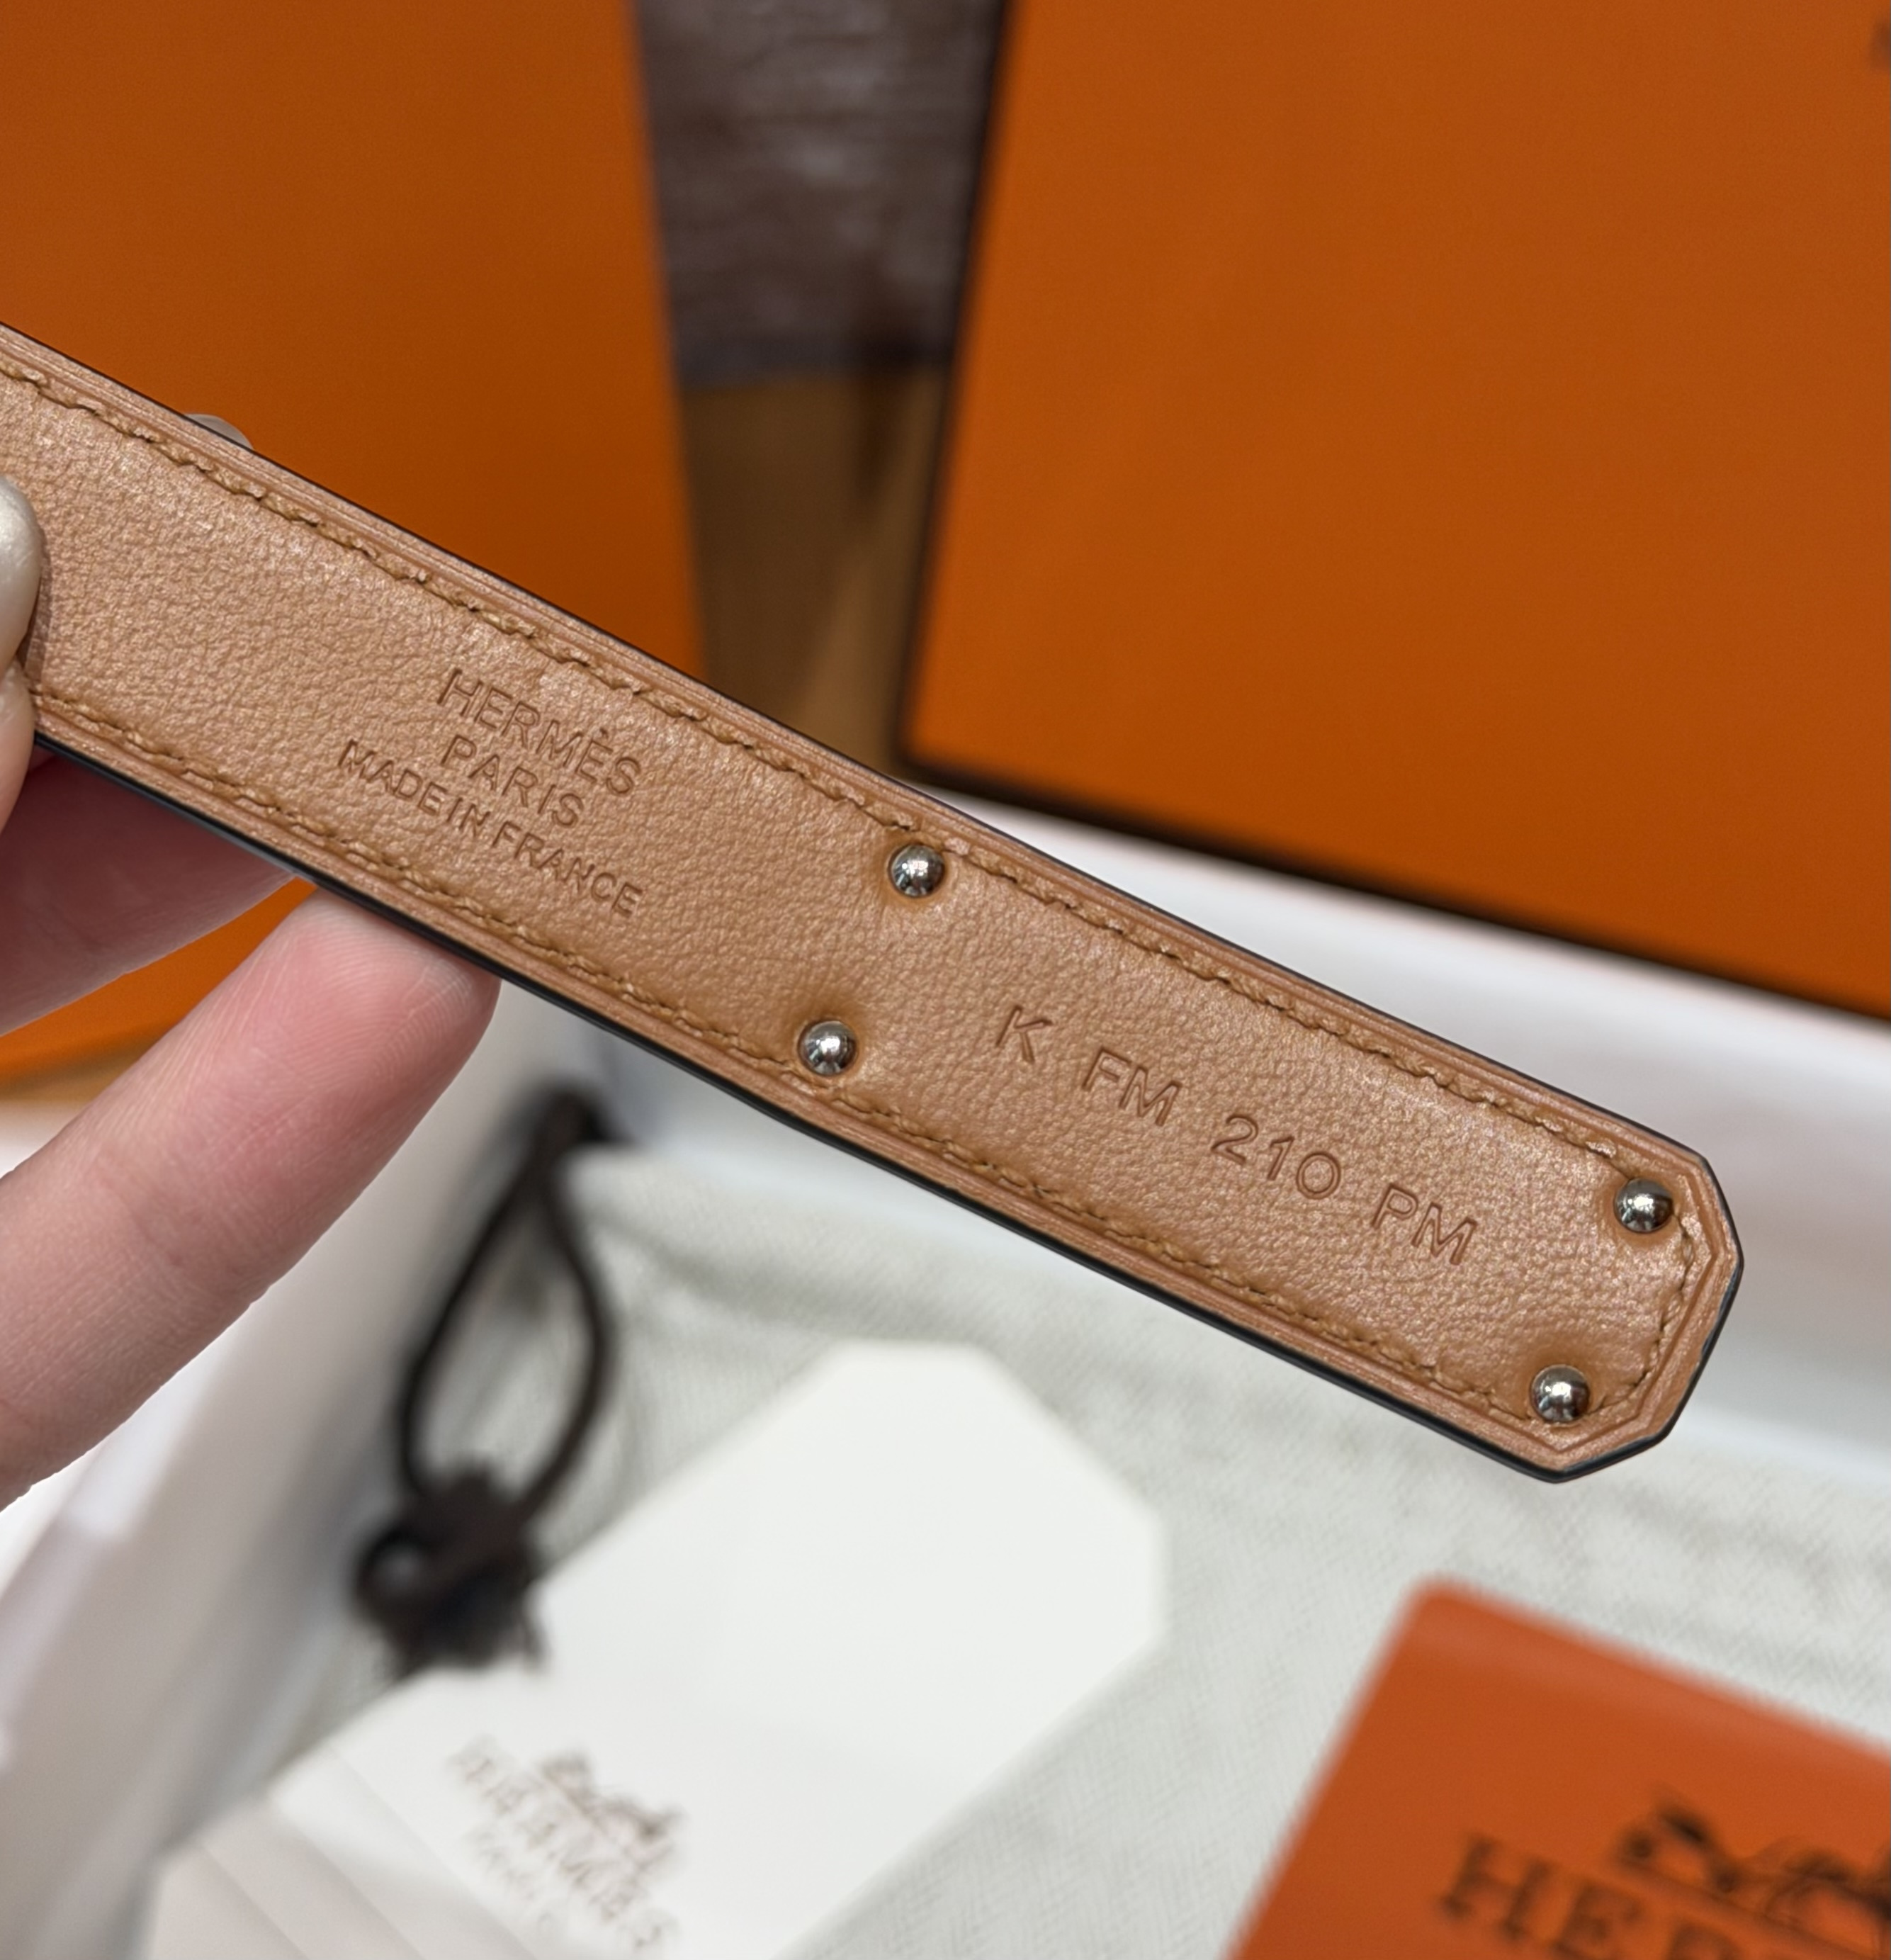 HERMÈS
PARIS
MADE IN FRANCE
K FM 210 PM